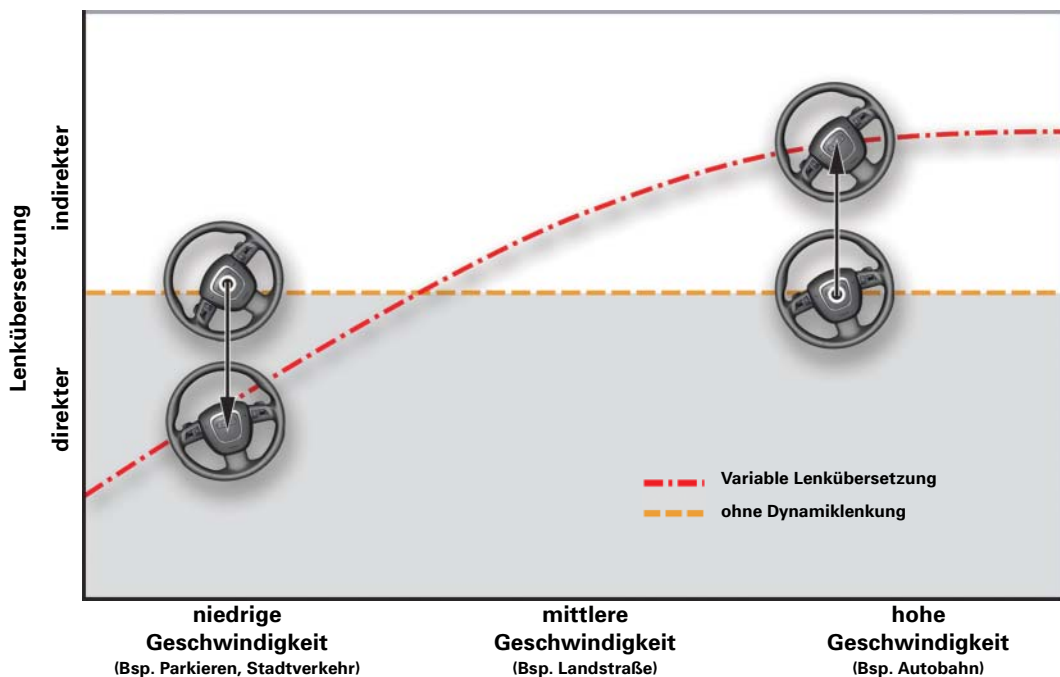 Lenkübersetzung
indirekter
direkter
Variable Lenkübersetzung
ohne Dynamiklenkung
niedrige
Geschwindigkeit
(Bsp. Parkieren, Stadtverkehr)
mittlere
Geschwindigkeit
(Bsp. Landstraße)
hohe
Geschwindigkeit
(Bsp. Autobahn)